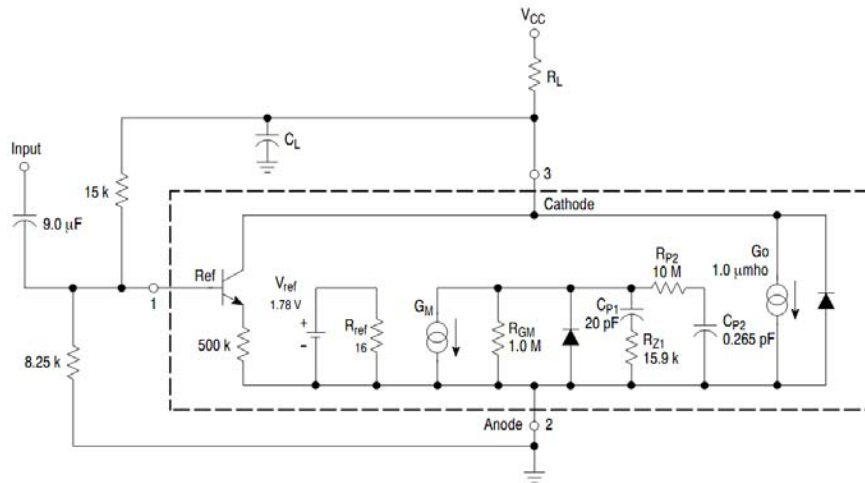 VCC
RL
CL
Input
15 k
3
Cathode
9.0 μF
Ref
1
Vref
1.78 V
+
-
Rref
16
500 k
GM
RGM
1.0 M
RP2
10 M
CP1
20 pF
RZ1
15.9 k
CP2
0.265 pF
Go
1.0 μmho
8.25 k
Anode
2